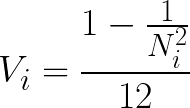 V_i = \frac{1 - \frac{1}{N_i^2}}{12}